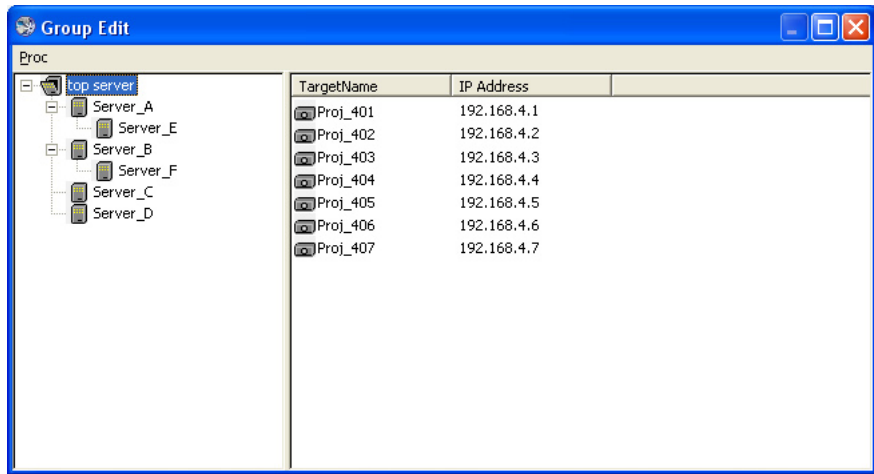 Group Edit
Proc
top server
Server_A
Server_E
Server_B
Server_F
Server_C
Server_D
TargetName IP Address
Proj_401 192.168.4.1
Proj_402 192.168.4.2
Proj_403 192.168.4.3
Proj_404 192.168.4.4
Proj_405 192.168.4.5
Proj_406 192.168.4.6
Proj_407 192.168.4.7